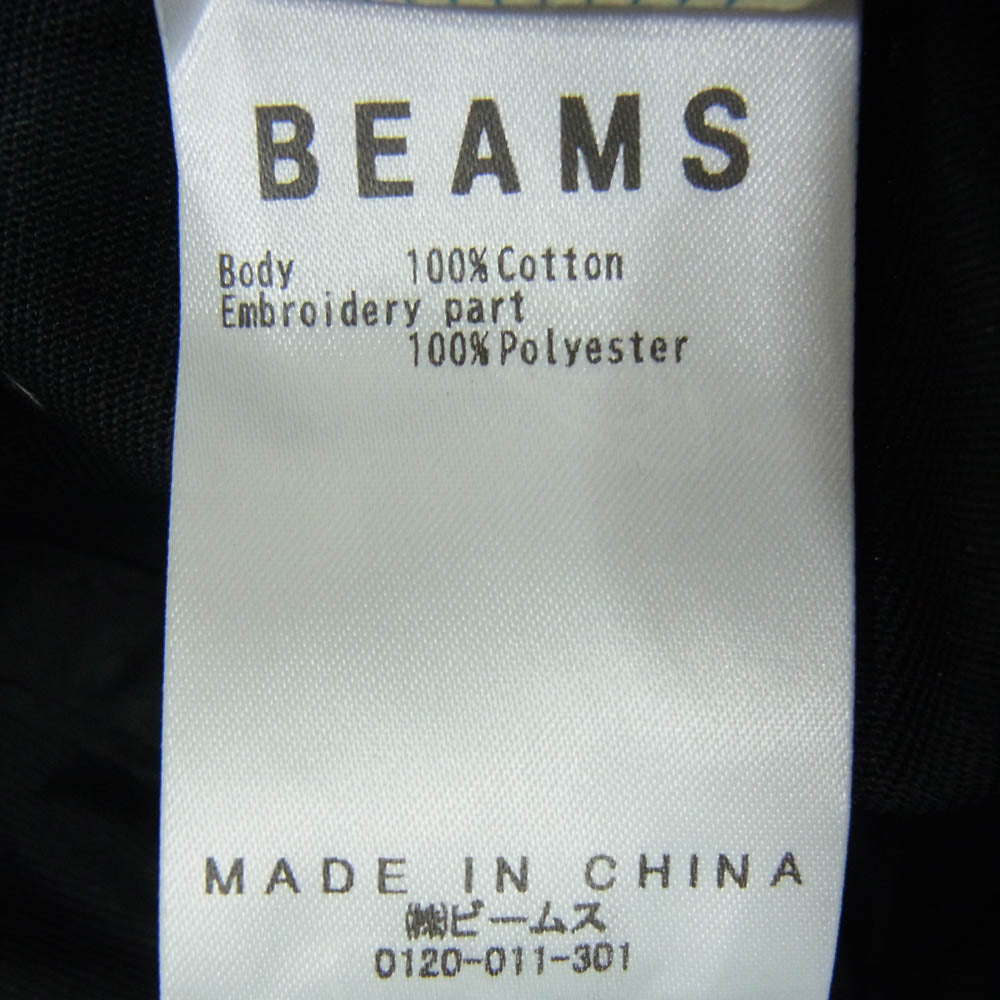 BEAMS
Body 100%Cotton
Embroidery part
100%Polyester
MADE IN CHINA
㈱ビームス
0120-011-301